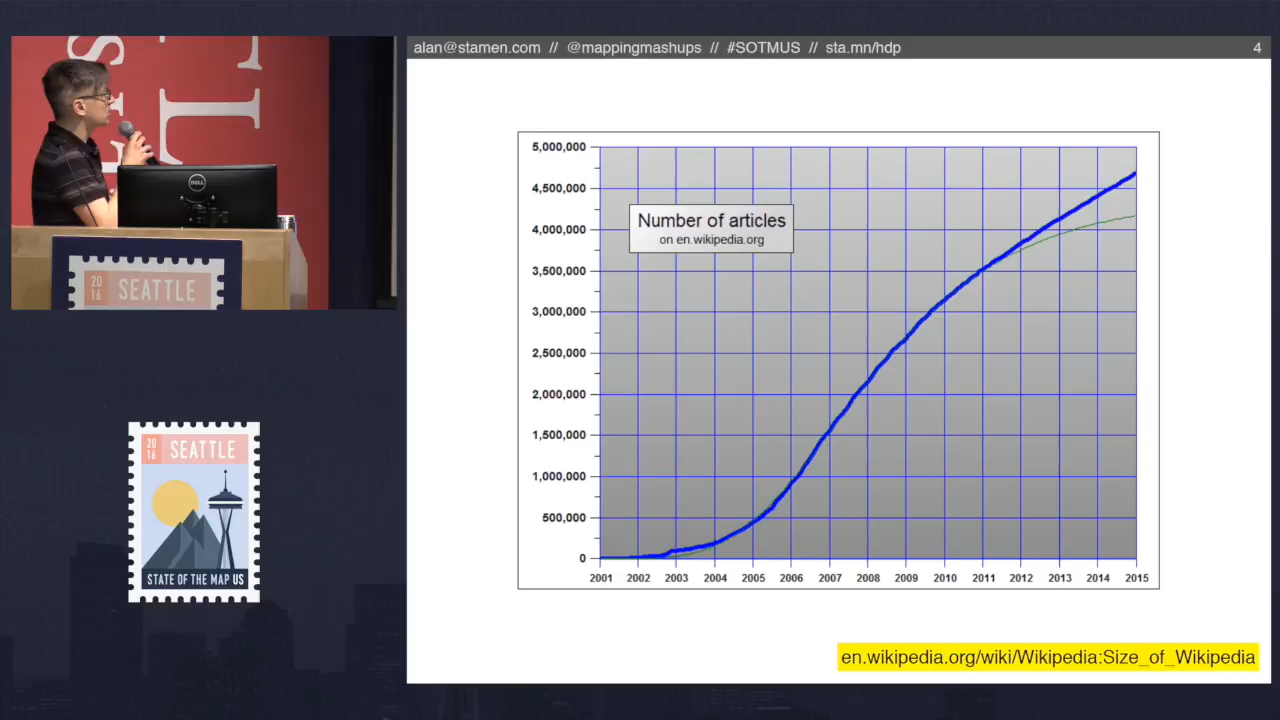 alan@stamen.com // @mappingmashups // #SOTMUS // sta.mn/hdp
4
5,000,000
4,500,000
4,000,000
3,500,000
3,000,000
2,500,000
2,000,000
1,500,000
1,000,000
500,000
0
Number of articles
on en.wikipedia.org
2001 2002 2003 2004 2005 2006 2007 2008 2009 2010 2011 2012 2013 2014 2015
en.wikipedia.org/wiki/Wikipedia:Size_of_Wikipedia
DELL
20
16
SEATTLE
20
16
SEATTLE
STATE OF THE MAP US